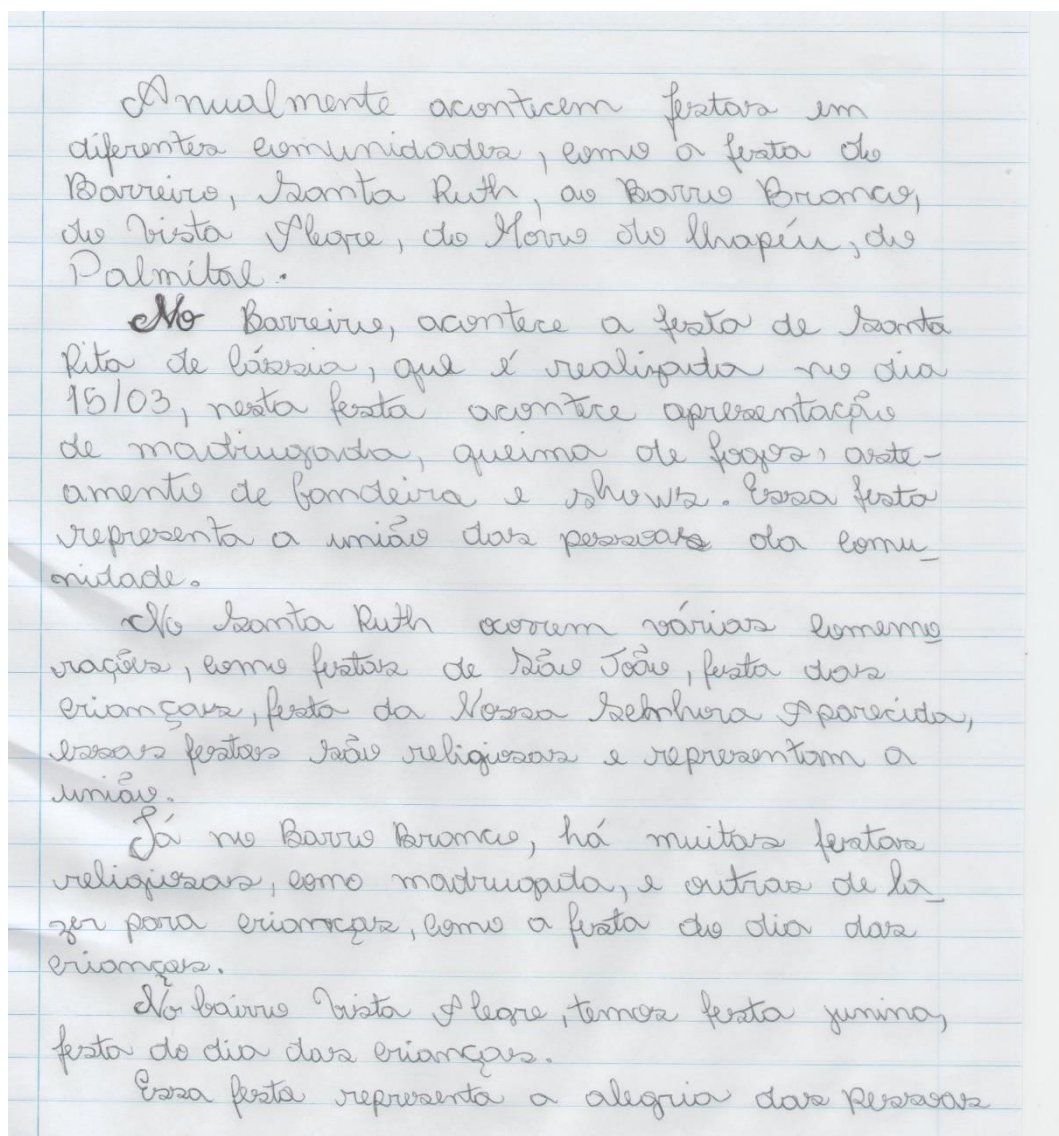 Anualmente acontecem festas em
diferentes comunidades, como a festa do
Barreiro, Santa Ruth, ao Barro Branco,
do Vista Alegre, do Morro do Chapéu, do
Palmital.
No Barreiro, acontece a festa de Santa
Rita de Cássia, que é realizada no dia
15/03, nesta festa acontece apresentação
de madrugada, queima de fogos, aste-
amento de bandeira e shows. Essa festa
representa a união das pessoas da comu_
nidade.
No Santa Ruth ocorrem várias comemo
rações, como festas de São João, festa das
crianças, festa da Nossa Senhora Aparecida,
essas festas são religiosas e representam a
união.
Já no Barro Branco, há muitas festas
religiosas, como madrugada, e outras de la_
zer para crianças, como a festa do dia das
crianças.
No bairro Vista Alegre, temos festa junina,
festa do dia das crianças.
Essa festa representa a alegria das pessoas